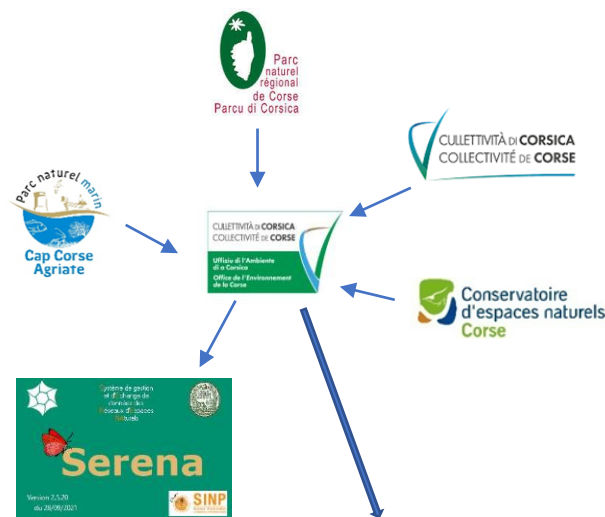 Parc
naturel
régional
de Corse
Parcu di Corsica
CULLETTIVITÀ DI CORSICA
COLLECTIVITÉ DE CORSE
Parc naturel marin
Cap Corse
Agriate
CULLETTIVITÀ DI CORSICA
COLLECTIVITÉ DE CORSE
Uffiziu di l'Ambiente
di a Corsica
Office de l'Environnement
de la Corse
Conservatoire
d'espaces naturels
Corse
Système de gestion
et d'Echange de
données des
Réseaux d'Espaces
NAturels
Serena
Version 2.5.20
du 28/09/2021
SINP